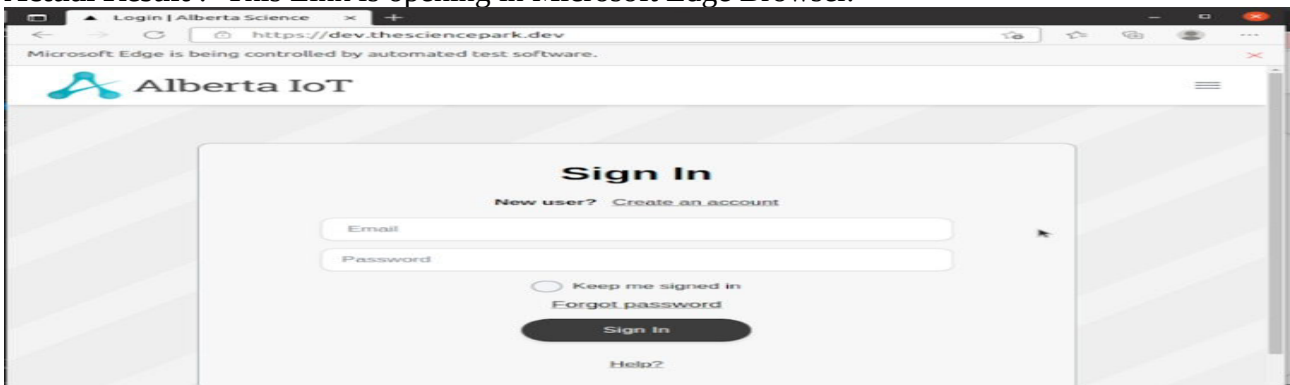 Actual Result : This Link is opening in Microsoft Edge Browser.
Login | Alberta Science
https://dev.thesciencepark.dev
Microsoft Edge is being controlled by automated test software.
Alberta IoT
Sign In
New user? Create an account
Email
Password
Keep me signed in
Forgot password
Sign In
Help?